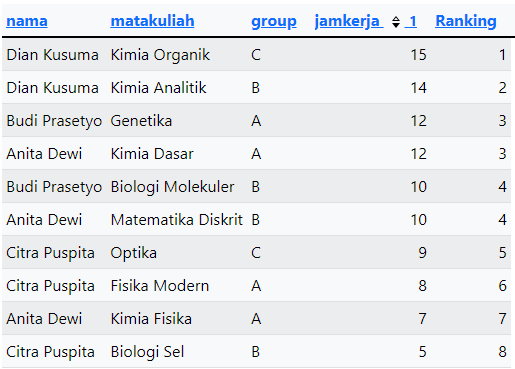 nama matakuliah group jamkerja 1 Ranking
Dian Kusuma Kimia Organik C 15 1
Dian Kusuma Kimia Analitik B 14 2
Budi Prasetyo Genetika A 12 3
Anita Dewi Kimia Dasar A 12 3
Budi Prasetyo Biologi Molekuler B 10 4
Anita Dewi Matematika Diskrit B 10 4
Citra Puspita Optika C 9 5
Citra Puspita Fisika Modern A 8 6
Anita Dewi Kimia Fisika A 7 7
Citra Puspita Biologi Sel B 5 8